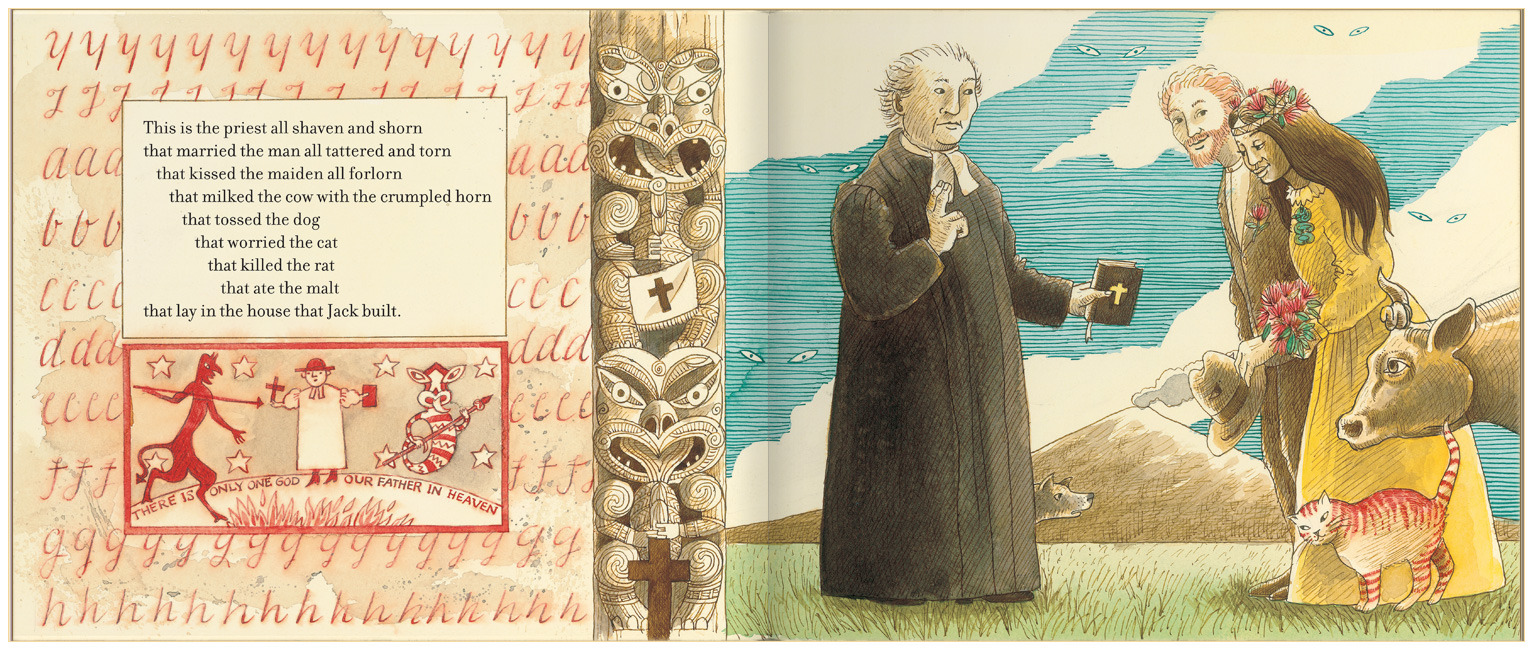 y y y y y y y y y y y y y y y
This is the priest all shaven and shorn
that married the man all tattered and torn
that kissed the maiden all forlorn
that milked the cow with the crumpled horn
that tossed the dog
that worried the cat
that killed the rat
that ate the malt
that lay in the house that Jack built.
a a a a a a
b b b b b b
c c c c c c c
d d d d d d
THERE IS ONLY ONE GOD OUR FATHER IN HEAVEN
h h h h h h h h h h h h h h h h